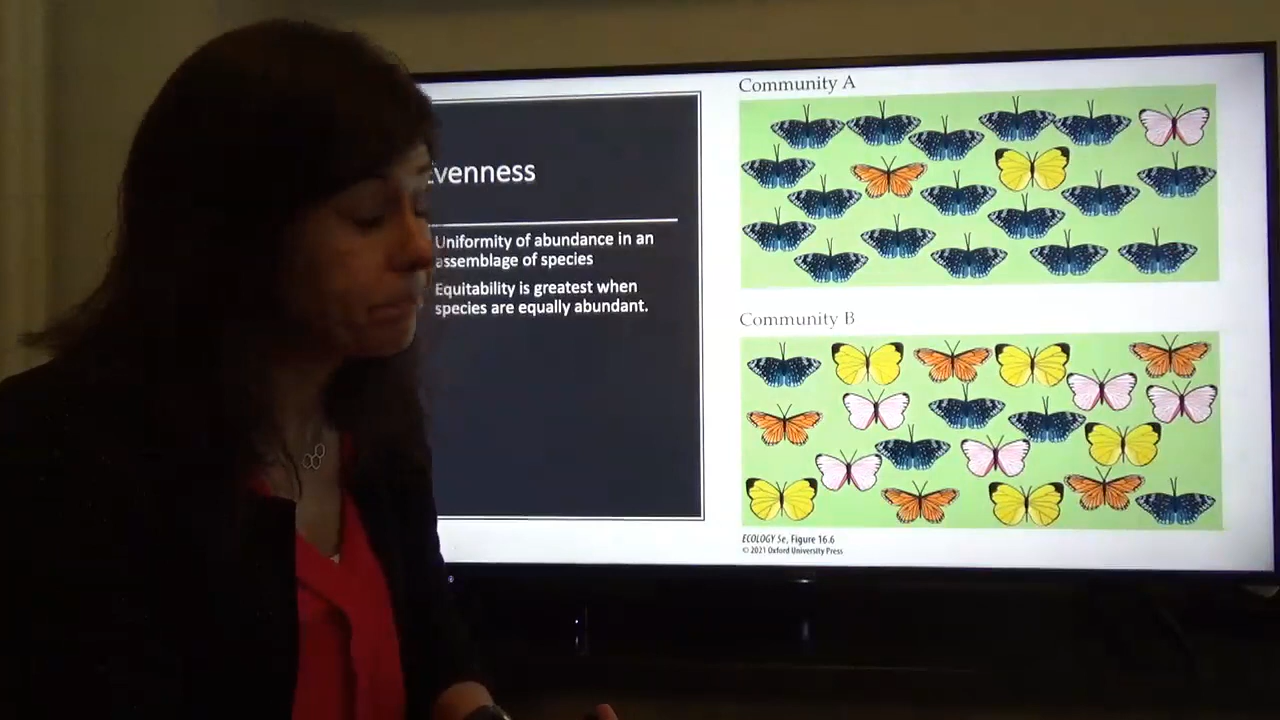 Evenness
Uniformity of abundance in an
assemblage of species
Equitability is greatest when
species are equally abundant.
Community A
Community B
ECOLOGY 5e, Figure 16.6
© 2021 Oxford University Press